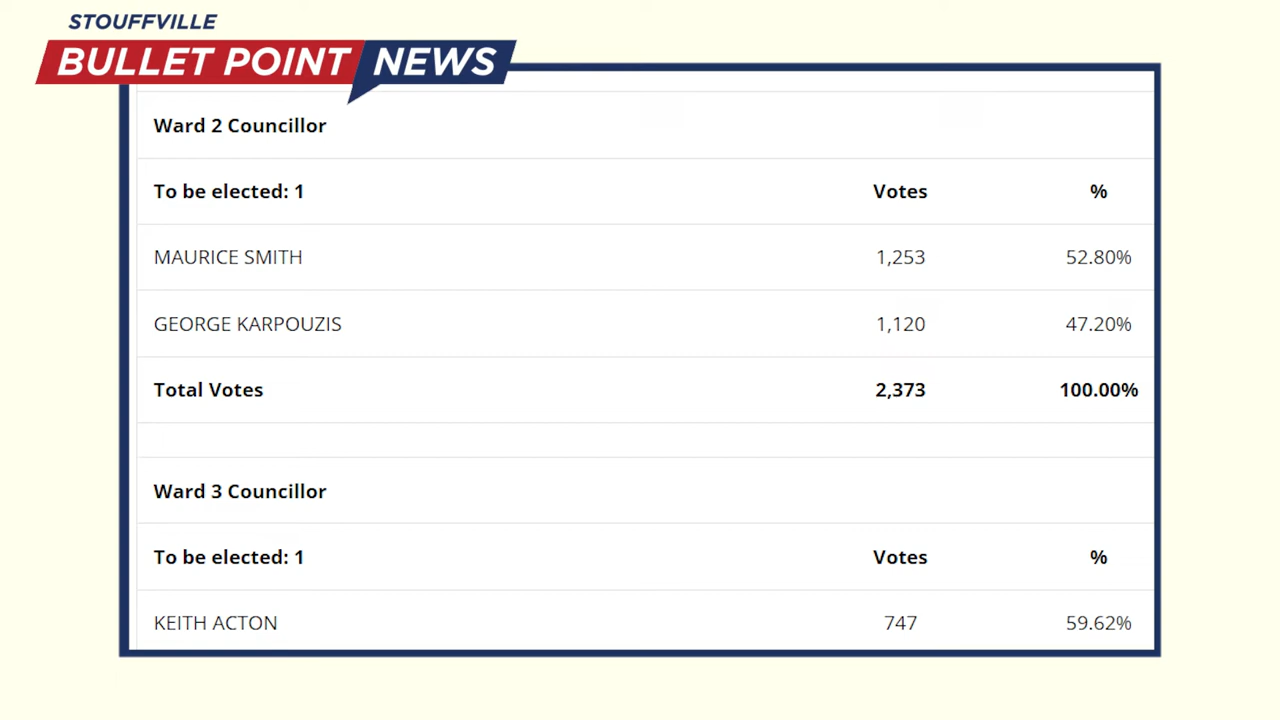 STOUFFVILLE
BULLET POINT NEWS
Ward 2 Councillor
To be elected: 1 Votes %
MAURICE SMITH 1,253 52.80%
GEORGE KARPOUZIS 1,120 47.20%
Total Votes 2,373 100.00%
Ward 3 Councillor
To be elected: 1 Votes %
KEITH ACTON 747 59.62%